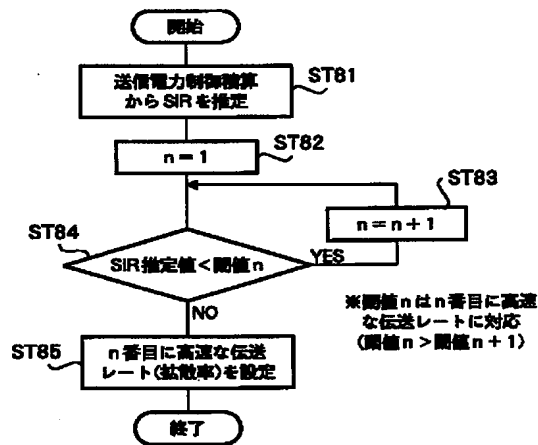 開始
送信電力制御積算
からSIRを推定
ST81
n=1
ST82
ST83
n=n+1
ST84
SIR推定値<閾値n
YES
NO
※閾値nはn番目に高速
な伝送レートに対応
(閾値n>閾値n+1)
ST85
n番目に高速な伝送
レート(拡散率)を設定
終了